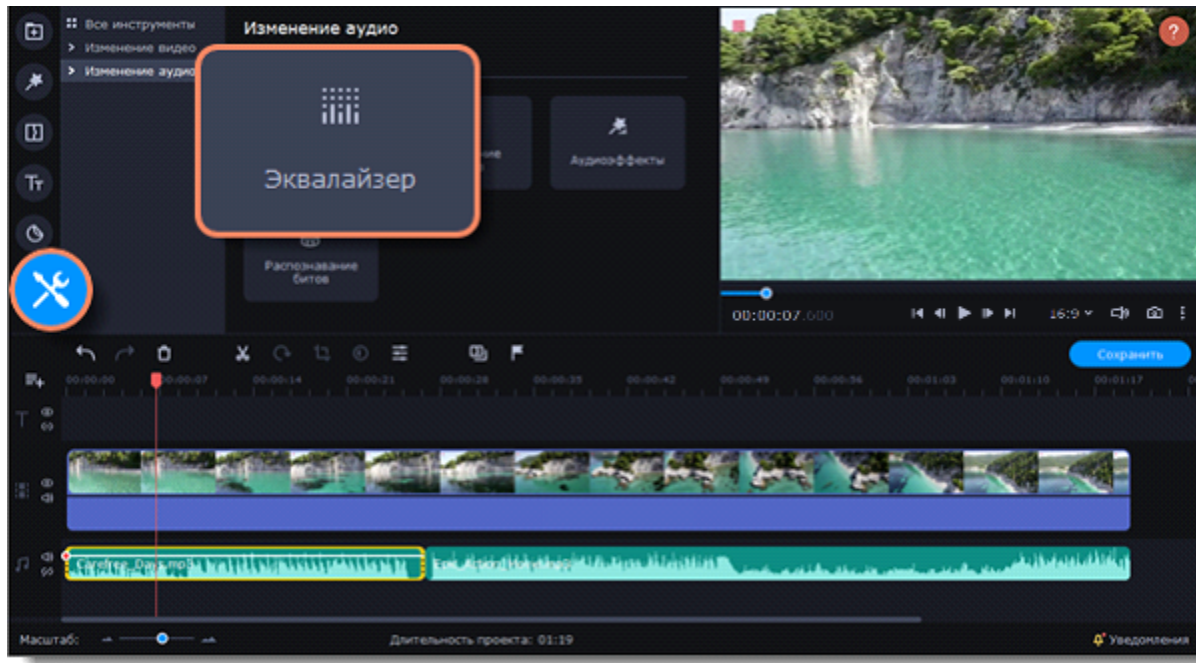 Все инструменты
Изменение видео
Изменение аудио
Изменение аудио
Эквалайзер
Аудиоэффекты
Распознавание
битов
?
00:00:07.600
16:9
Сохранить
00:00:00
00:00:07
00:00:14
00:00:21
00:00:28
00:00:35
00:00:42
00:00:49
00:00:56
00:01:03
00:01:10
00:01:17
Carefree_Days.mp3
Масштаб:
Длительность проекта: 01:19
Уведомления